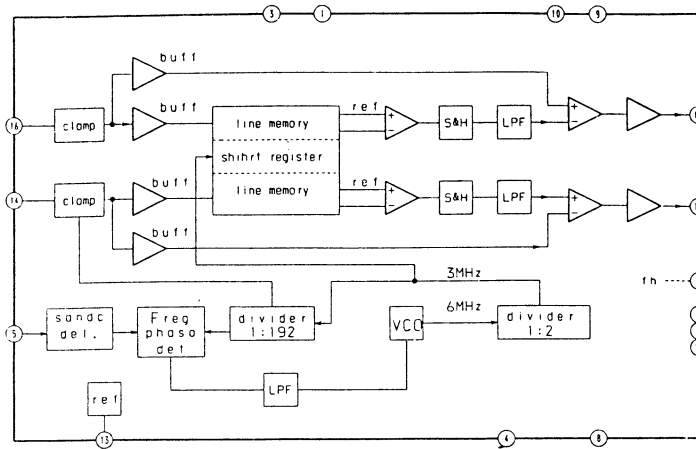 3 1 10 9
buff
buff
ref
16 clamp line memory + - S&H LPF + -
shihrt register
14 clamp line memory ref + - S&H LPF + -
buff
buff
3MHz
fh
6MHz
5 sandc del. Freq phaso det divider 1:192 VCO divider 1:2
LPF
ref
13 4 8